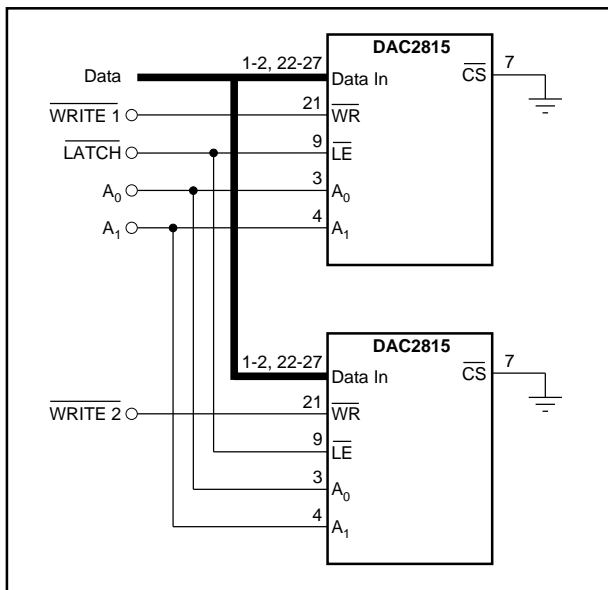 DAC2815
Data
1-2, 22-27
Data In
CS
7
WRITE 1
21
WR
LATCH
9
LE
A0
3
A0
A1
4
A1
DAC2815
1-2, 22-27
Data In
CS
7
WRITE 2
21
WR
9
LE
3
A0
4
A1